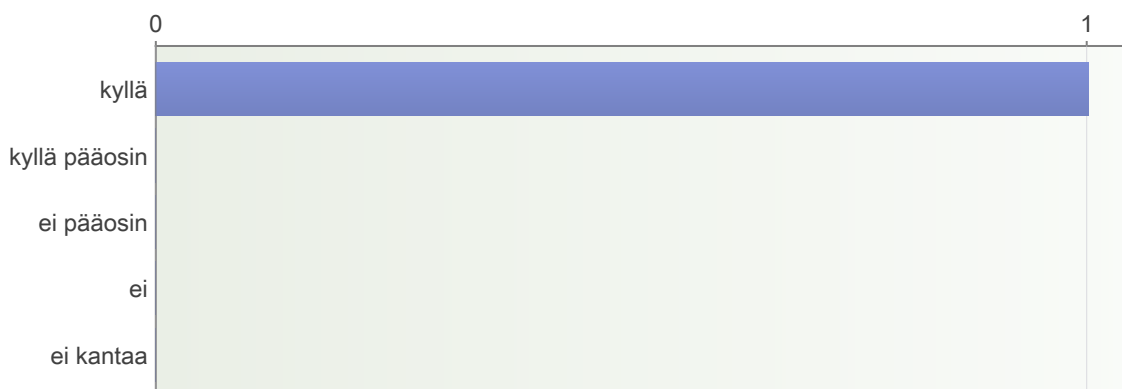 0 1
kyllä
kyllä pääosin
ei pääosin
ei
ei kantaa